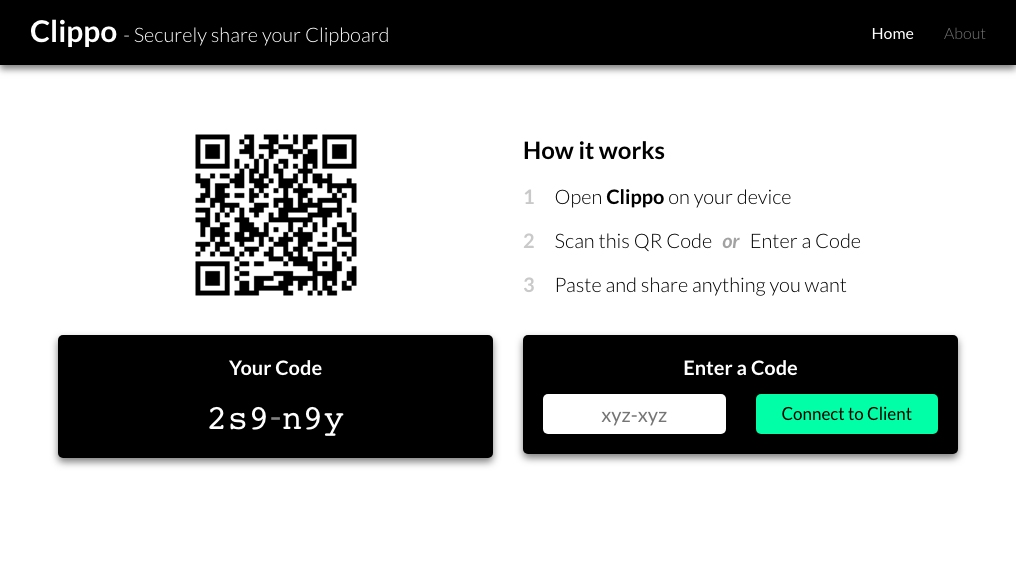 Clippo - Securely share your Clipboard
Home
About
How it works
1 Open Clippo on your device
2 Scan this QR Code or Enter a Code
3 Paste and share anything you want
Your Code
2s9-n9y
Enter a Code
xyz-xyz
Connect to Client